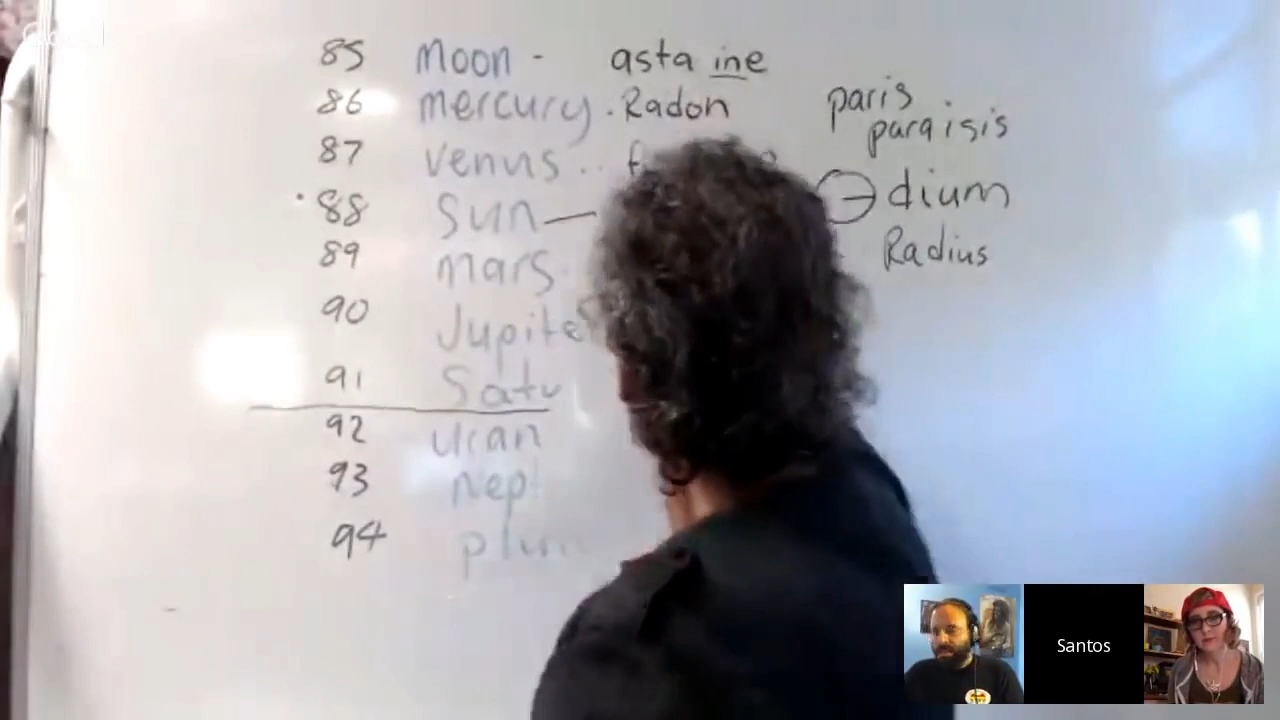 85 moon - asta ine
86 mercury . Radon
paris
paraisis
87 venus ..
88 Sun — dium
Radius
89 mars
90 Jupiter
91 Satu
92 Uran
93 nep
94 plu
Santos